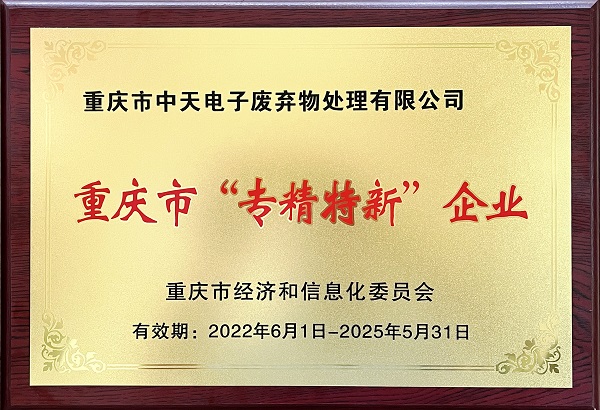 重庆市中天电子废弃物处理有限公司
重庆市“专精特新”企业
重庆市经济和信息化委员会
有效期：2022年6月1日-2025年5月31日